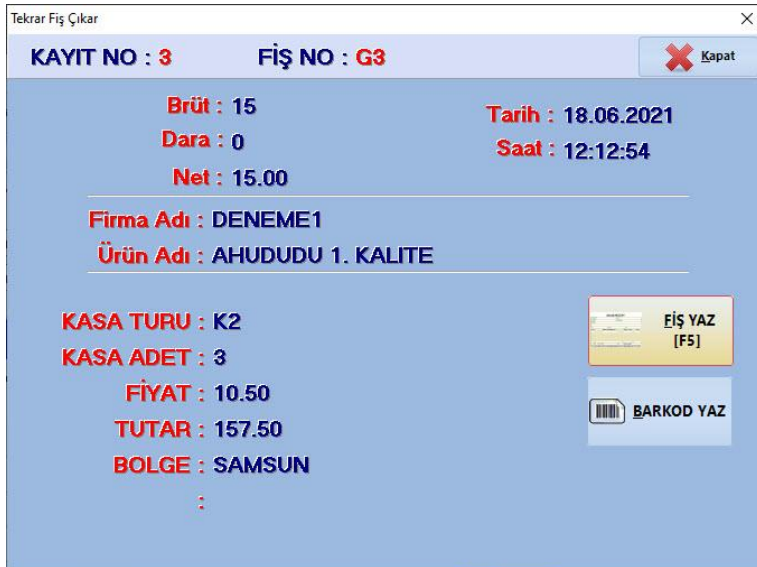 Tekrar Fiş Çıkar
KAYIT NO : 3 FİŞ NO : G3 Kapat
Brüt : 15 Tarih : 18.06.2021
Dara : 0 Saat : 12:12:54
Net : 15.00
Firma Adı : DENEME1
Ürün Adı : AHUDUDU 1. KALITE
KASA TURU : K2
KASA ADET : 3
FİYAT : 10.50
TUTAR : 157.50
BOLGE : SAMSUN
:
FİŞ YAZ
[F5]
BARKOD YAZ